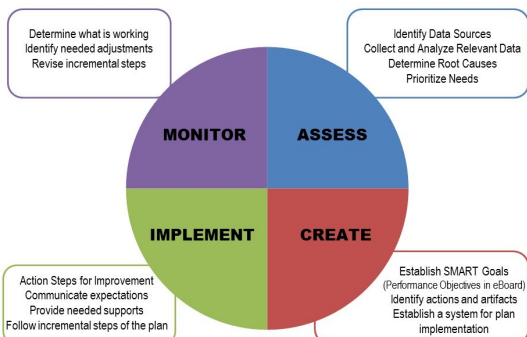 Determine what is working
Identify needed adjustments
Revise incremental steps
Identify Data Sources
Collect and Analyze Relevant Data
Determine Root Causes
Prioritize Needs
MONITOR
ASSESS
IMPLEMENT
CREATE
Action Steps for Improvement
Communicate expectations
Provide needed supports
Follow incremental steps of the plan
Establish SMART Goals
(Performance Objectives in eBoard)
Identify actions and artifacts
Establish a system for plan
implementation